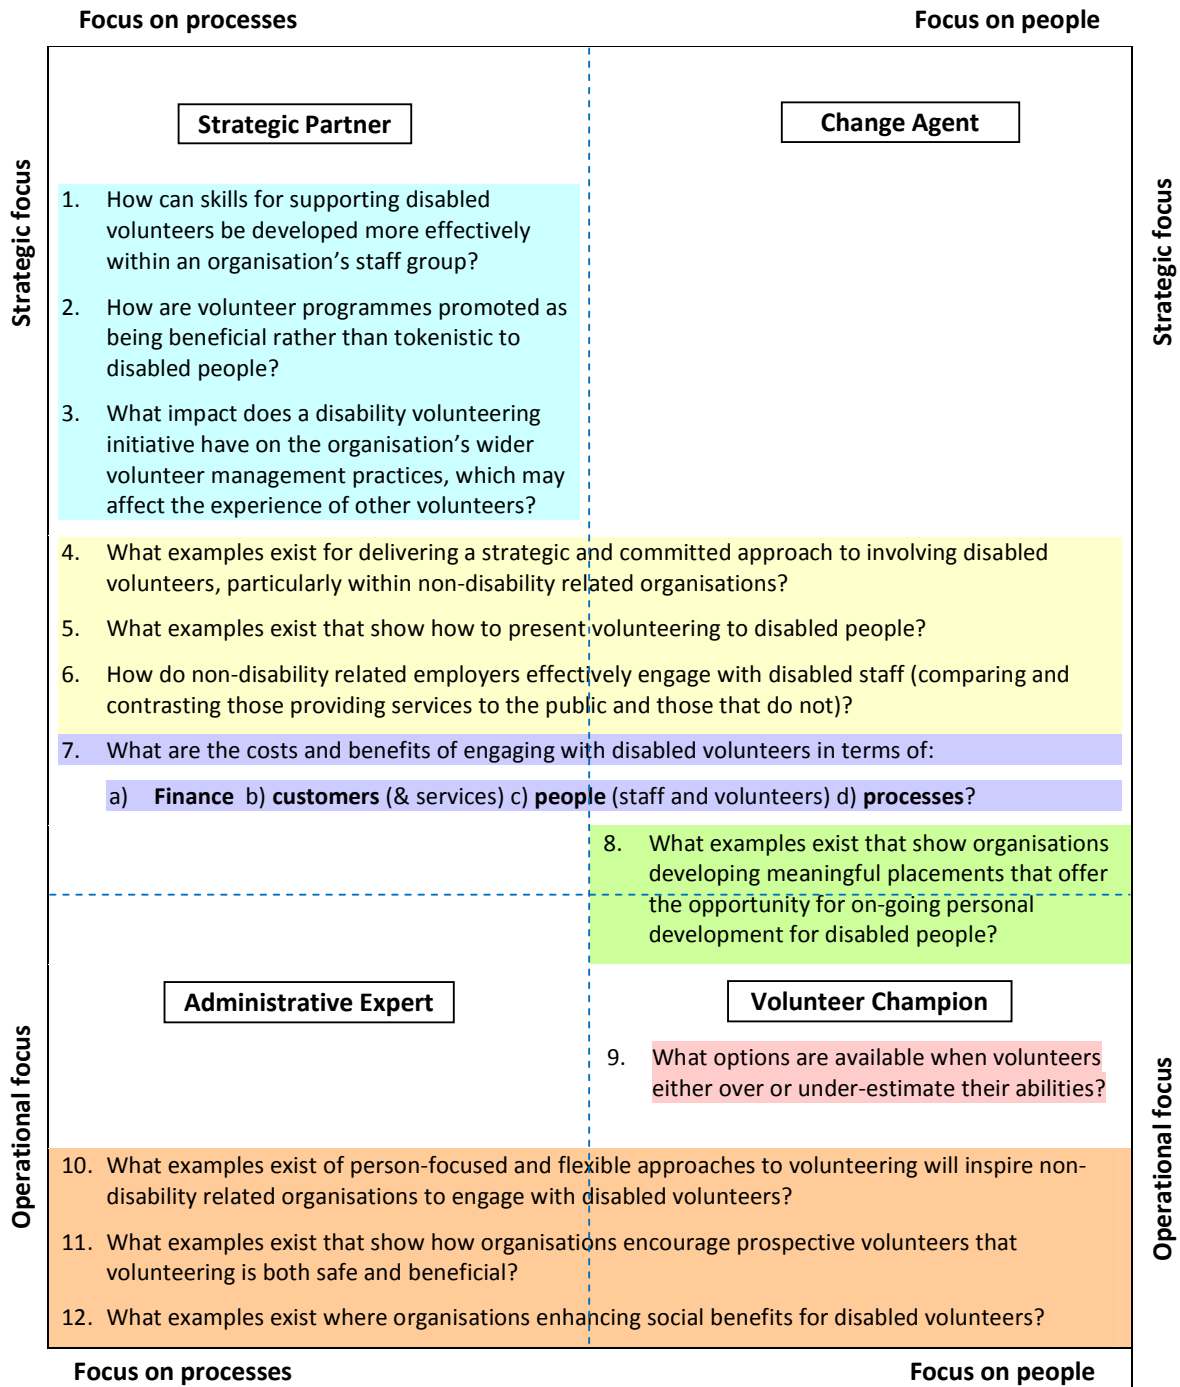 Focus on processes
Focus on people
Strategic Partner
Change Agent
Strategic focus
Strategic focus
1. How can skills for supporting disabled
volunteers be developed more effectively
within an organisation’s staff group?
2. How are volunteer programmes promoted as
being beneficial rather than tokenistic to
disabled people?
3. What impact does a disability volunteering
initiative have on the organisation’s wider
volunteer management practices, which may
affect the experience of other volunteers?
4. What examples exist for delivering a strategic and committed approach to involving disabled
volunteers, particularly within non-disability related organisations?
5. What examples exist that show how to present volunteering to disabled people?
6. How do non-disability related employers effectively engage with disabled staff (comparing and
contrasting those providing services to the public and those that do not)?
7. What are the costs and benefits of engaging with disabled volunteers in terms of:
a) Finance b) customers (& services) c) people (staff and volunteers) d) processes?
8. What examples exist that show organisations
developing meaningful placements that offer
the opportunity for on-going personal
development for disabled people?
Administrative Expert
Volunteer Champion
Operational focus
Operational focus
9. What options are available when volunteers
either over or under-estimate their abilities?
10. What examples exist of person-focused and flexible approaches to volunteering will inspire non-
disability related organisations to engage with disabled volunteers?
11. What examples exist that show how organisations encourage prospective volunteers that
volunteering is both safe and beneficial?
12. What examples exist where organisations enhancing social benefits for disabled volunteers?
Focus on processes
Focus on people